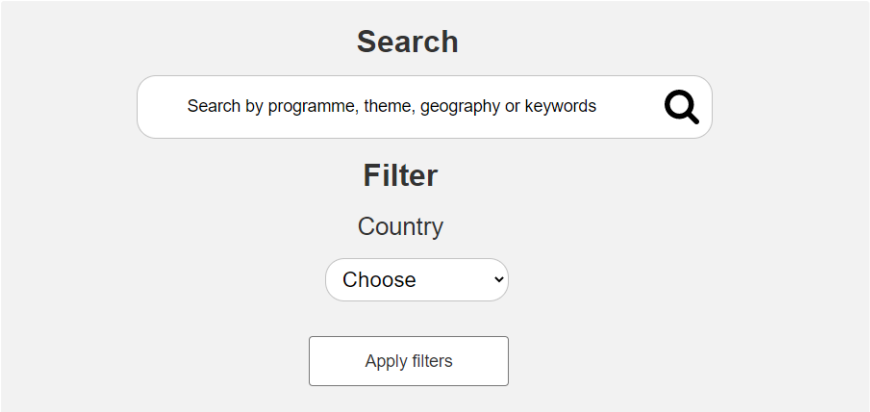 Search
Search by programme, theme, geography or keywords
Filter
Country
Choose
Apply filters